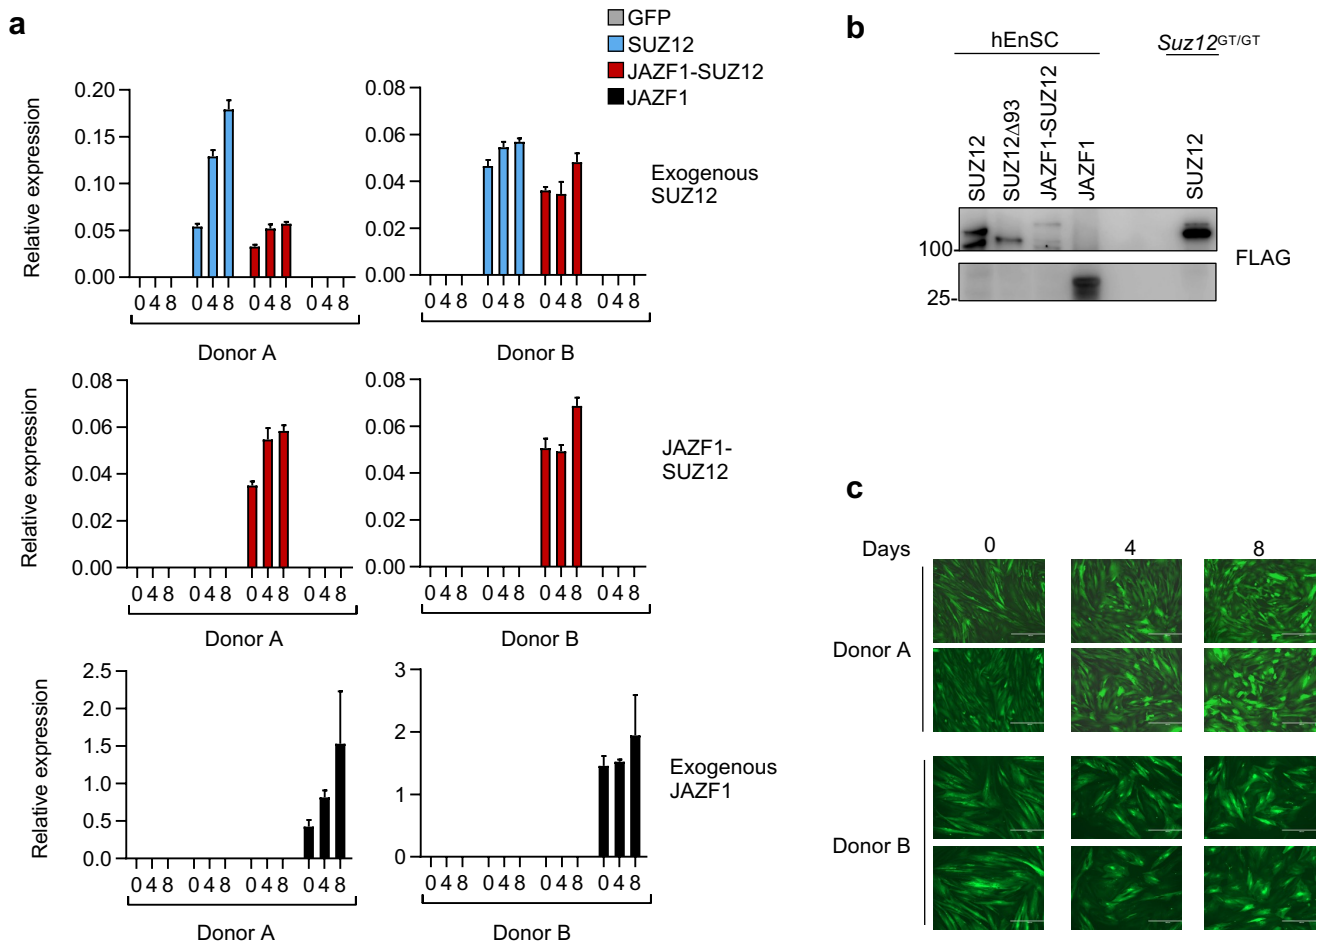 a
GFP
SUZ12
JAZF1-SUZ12
JAZF1
Relative expression
0.20
0.15
0.10
0.05
0.00
0 4 8 0 4 8 0 4 8 0 4 8
Donor A
0.08
0.06
0.04
0.02
0.00
0 4 8 0 4 8 0 4 8 0 4 8
Donor B
Exogenous
SUZ12
Relative expression
0.08
0.06
0.04
0.02
0.00
0 4 8 0 4 8 0 4 8 0 4 8
Donor A
0.08
0.06
0.04
0.02
0.00
0 4 8 0 4 8 0 4 8 0 4 8
Donor B
JAZF1-
SUZ12
Relative expression
2.5
2.0
1.5
1.0
0.5
0.0
0 4 8 0 4 8 0 4 8 0 4 8
Donor A
3
2
1
0
0 4 8 0 4 8 0 4 8 0 4 8
Donor B
Exogenous
JAZF1
b
hEnSC
Suz12GT/GT
SUZ12
SUZ12Δ93
JAZF1-SUZ12
JAZF1
SUZ12
100
25-
FLAG
c
Days 0 4 8
Donor A
Donor B